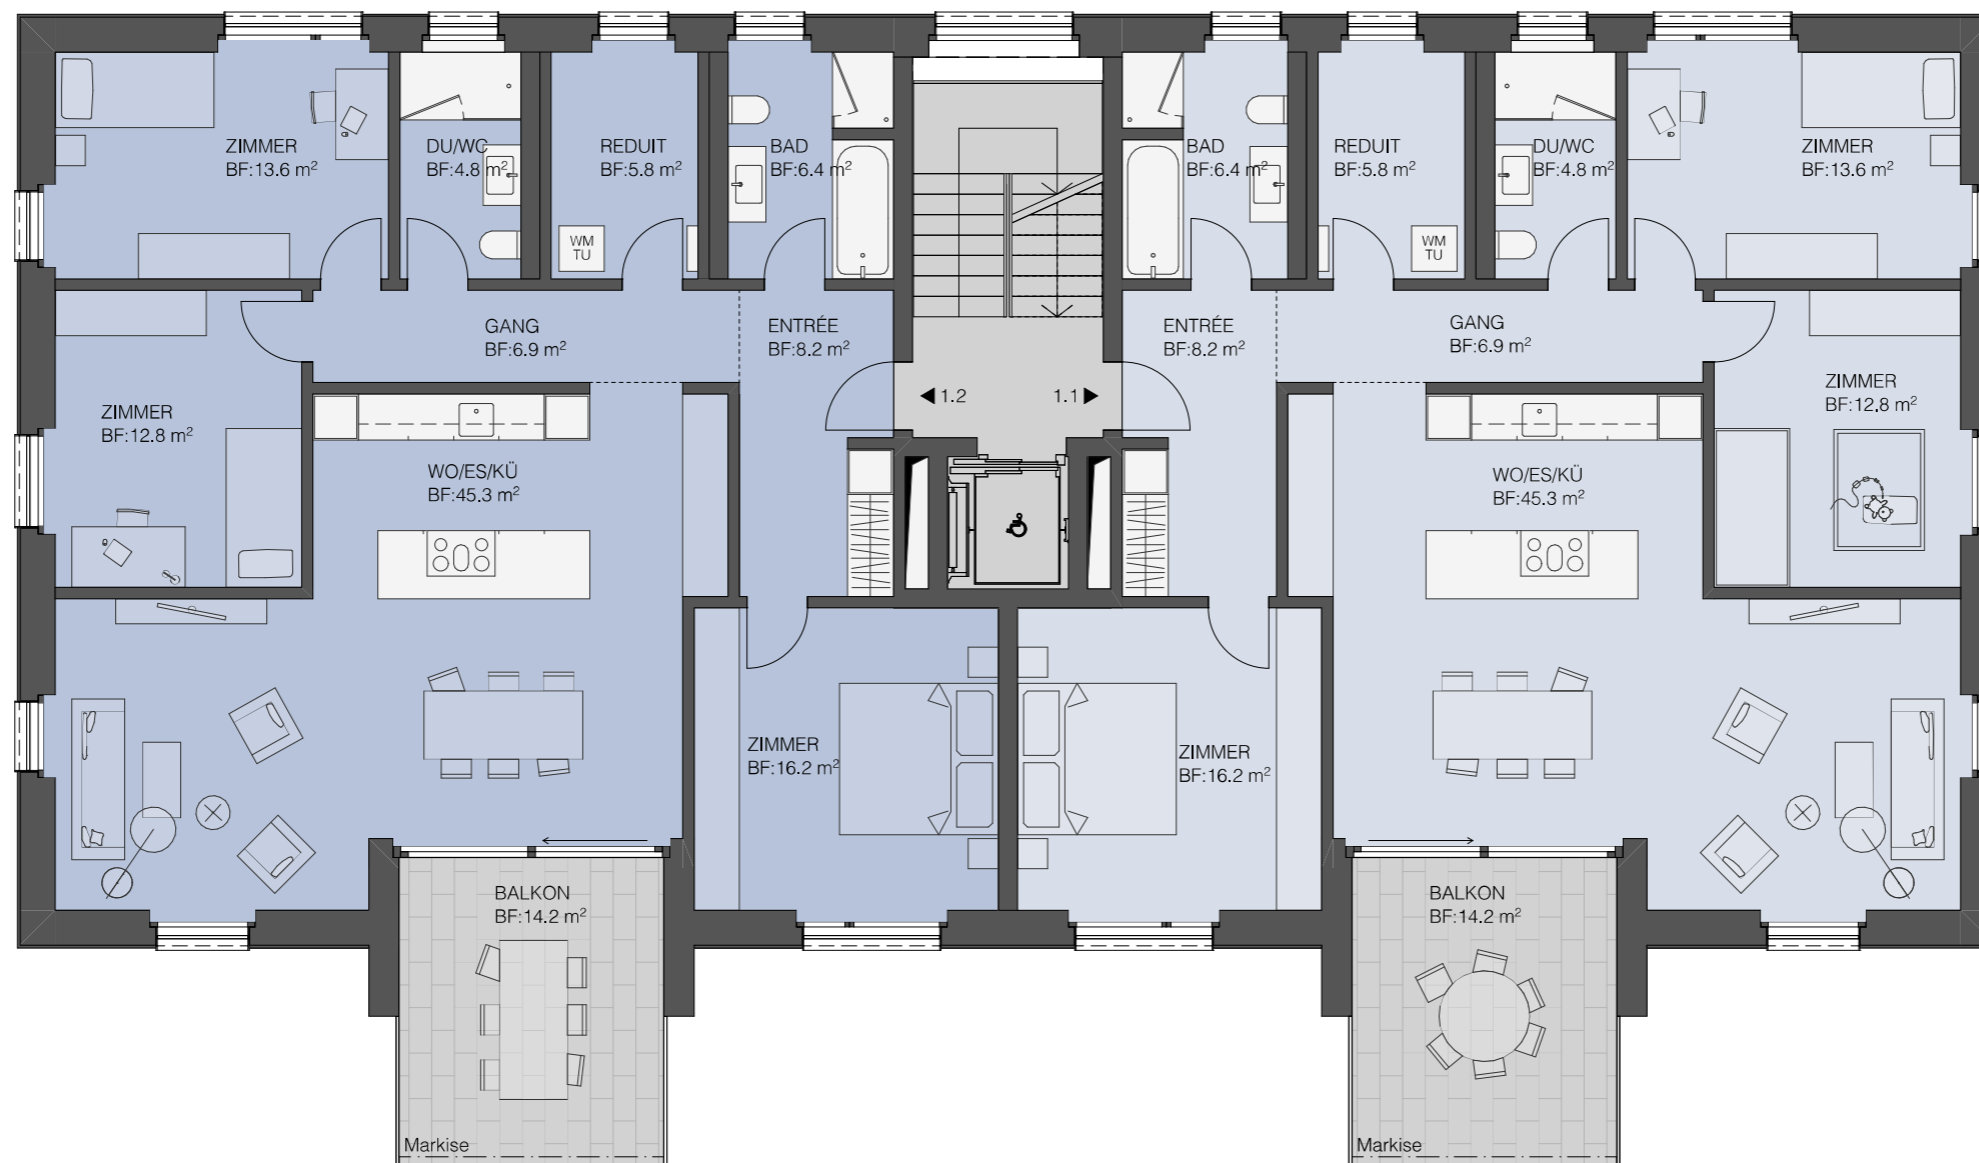 ZIMMER
BF:13.6 m²
DU/WC
BF:4.8 m²
REDUIT
BF:5.8 m²
WM
TU
BAD
BF:6.4 m²
BAD
BF:6.4 m²
REDUIT
BF:5.8 m²
WM
TU
DU/WC
BF:4.8 m²
ZIMMER
BF:13.6 m²
GANG
BF:6.9 m²
ENTRÉE
BF:8.2 m²
ENTRÉE
BF:8.2 m²
GANG
BF:6.9 m²
◀ 1.2
1.1 ▶
ZIMMER
BF:12.8 m²
ZIMMER
BF:12.8 m²
WO/ES/KÜ
BF:45.3 m²
WO/ES/KÜ
BF:45.3 m²
ZIMMER
BF:16.2 m²
ZIMMER
BF:16.2 m²
BALKON
BF:14.2 m²
BALKON
BF:14.2 m²
Markise
Markise